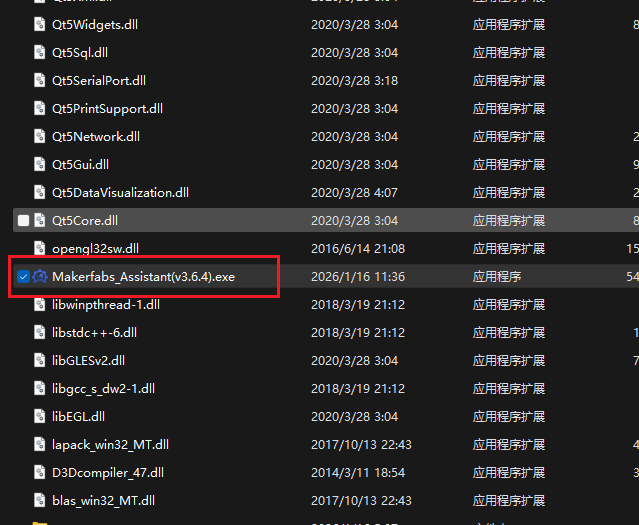 Qt5Widgets.dll 2020/3/28 3:04 应用程序扩展
Qt5Sql.dll 2020/3/28 3:04 应用程序扩展
Qt5SerialPort.dll 2020/3/28 3:18 应用程序扩展
Qt5PrintSupport.dll 2020/3/28 3:04 应用程序扩展
Qt5Network.dll 2020/3/28 3:04 应用程序扩展
Qt5Gui.dll 2020/3/28 3:04 应用程序扩展
Qt5DataVisualization.dll 2020/3/28 4:07 应用程序扩展
Qt5Core.dll 2020/3/28 3:04 应用程序扩展
opengl32sw.dll 2016/6/14 21:08 应用程序扩展 15
Makerfabs_Assistant(v3.6.4).exe 2026/1/16 11:36 应用程序 54
libwinpthread-1.dll 2018/3/19 21:12 应用程序扩展
libstdc++-6.dll 2018/3/19 21:12 应用程序扩展 1
libGLESv2.dll 2020/3/28 3:04 应用程序扩展
libgcc_s_dw2-1.dll 2018/3/19 21:12 应用程序扩展
libEGL.dll 2020/3/28 3:04 应用程序扩展
lapack_win32_MT.dll 2017/10/13 22:43 应用程序扩展 4
D3Dcompiler_47.dll 2014/3/11 18:54 应用程序扩展 3
blas_win32_MT.dll 2017/10/13 22:43 应用程序扩展